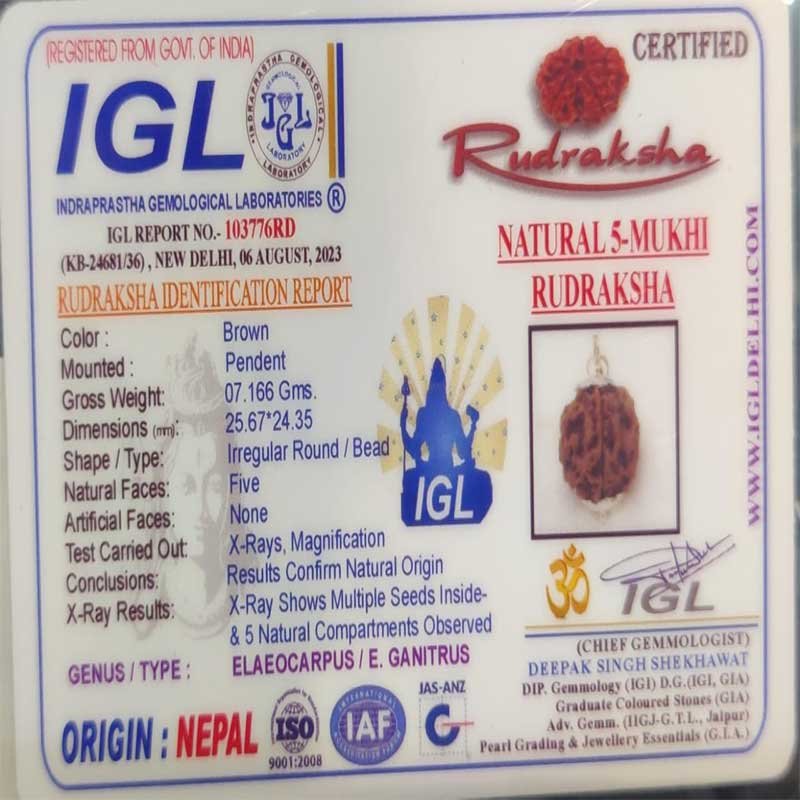 (REGISTERED FROM GOVT. OF INDIA)
IGL
INDRAPRASTHA GEMOLOGICAL
IGL
LABORATORY
INDRAPRASTHA GEMOLOGICAL LABORATORIES ®
IGL REPORT NO.- 103776RD
(KB-24681/36) , NEW DELHI, 06 AUGUST, 2023
RUDRAKSHA IDENTIFICATION REPORT
Color : Brown
Mounted : Pendent
Gross Weight: 07.166 Gms.
Dimensions (mm): 25.67*24.35
Shape / Type: Irregular Round / Bead
Natural Faces: Five
Artificial Faces: None
Test Carried Out: X-Rays, Magnification
Conclusions: Results Confirm Natural Origin
X-Ray Results: X-Ray Shows Multiple Seeds Inside-
& 5 Natural Compartments Observed
GENUS / TYPE : ELAEOCARPUS / E. GANITRUS
ORIGIN : NEPAL
ISO
9001:2008
INTERNATIONAL
IAF
JAS-ANZ
IGL
CERTIFIED
Rudraksha
NATURAL 5-MUKHI
RUDRAKSHA
WWW.IGLDELHI.COM
ॐ
IGL
(CHIEF GEMMOLOGIST)
DEEPAK SINGH SHEKHAWAT
DIP. Gemmology (IGI) D.G.(IGI, GIA)
Graduate Coloured Stones (GIA)
Adv. Gemm. (IIGJ-G.T.L., Jaipur)
Pearl Grading & Jewellery Essentials (G.I.A.)